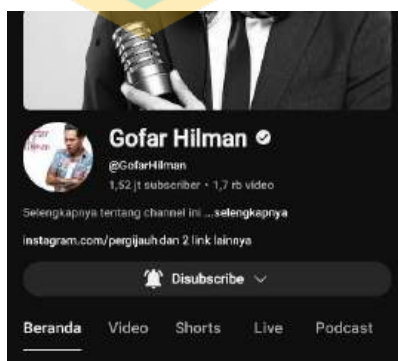 Gofar Hilman
@GofarHilman
1,52 jt subscriber • 1,7 rb video
Selengkapnya tentang channel ini ...selengkapnya
instagram.com/pergijauh dan 2 link lainnya
Disubscribe
Beranda Video Shorts Live Podcast